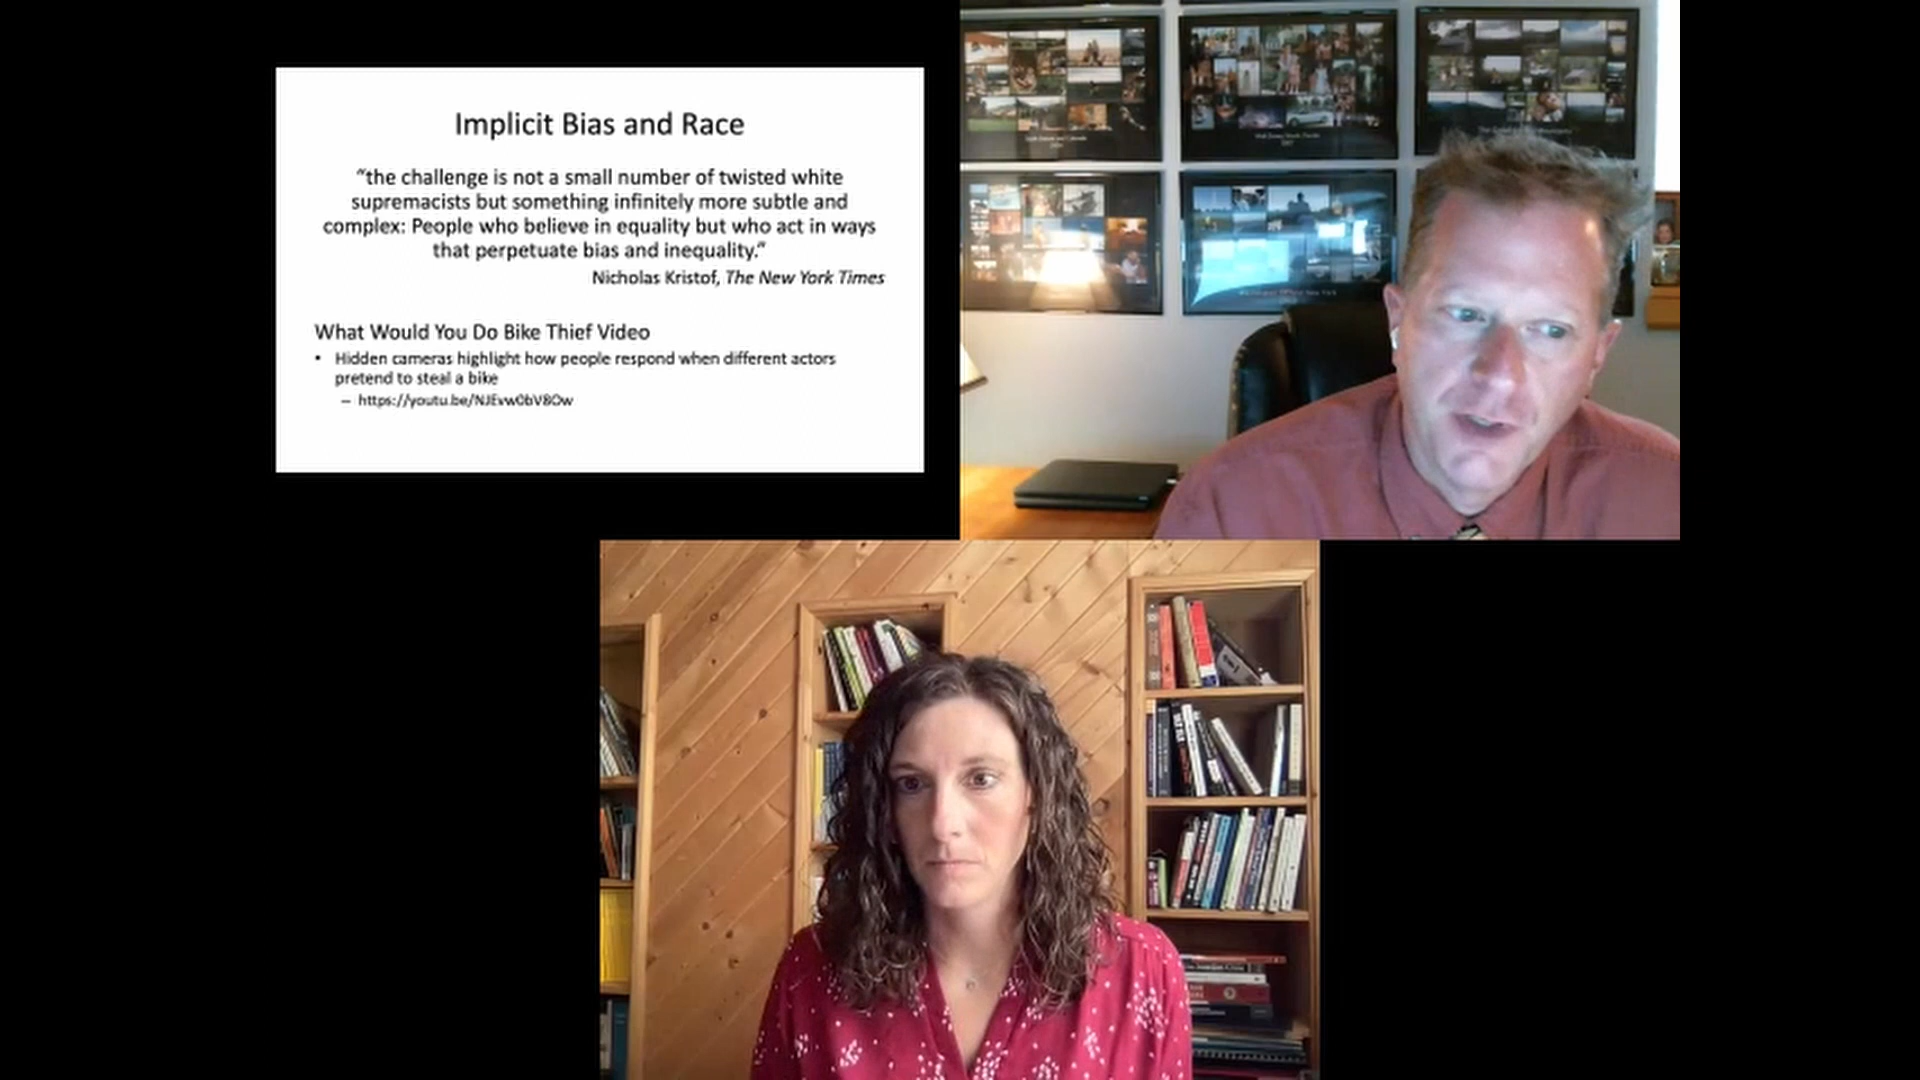 Implicit Bias and Race
“the challenge is not a small number of twisted white
supremacists but something infinitely more subtle and
complex: People who believe in equality but who act in ways
that perpetuate bias and inequality.”
Nicholas Kristof, The New York Times
What Would You Do Bike Thief Video
• Hidden cameras highlight how people respond when different actors
pretend to steal a bike
– https://youtu.be/NJEvw0bV8Ow